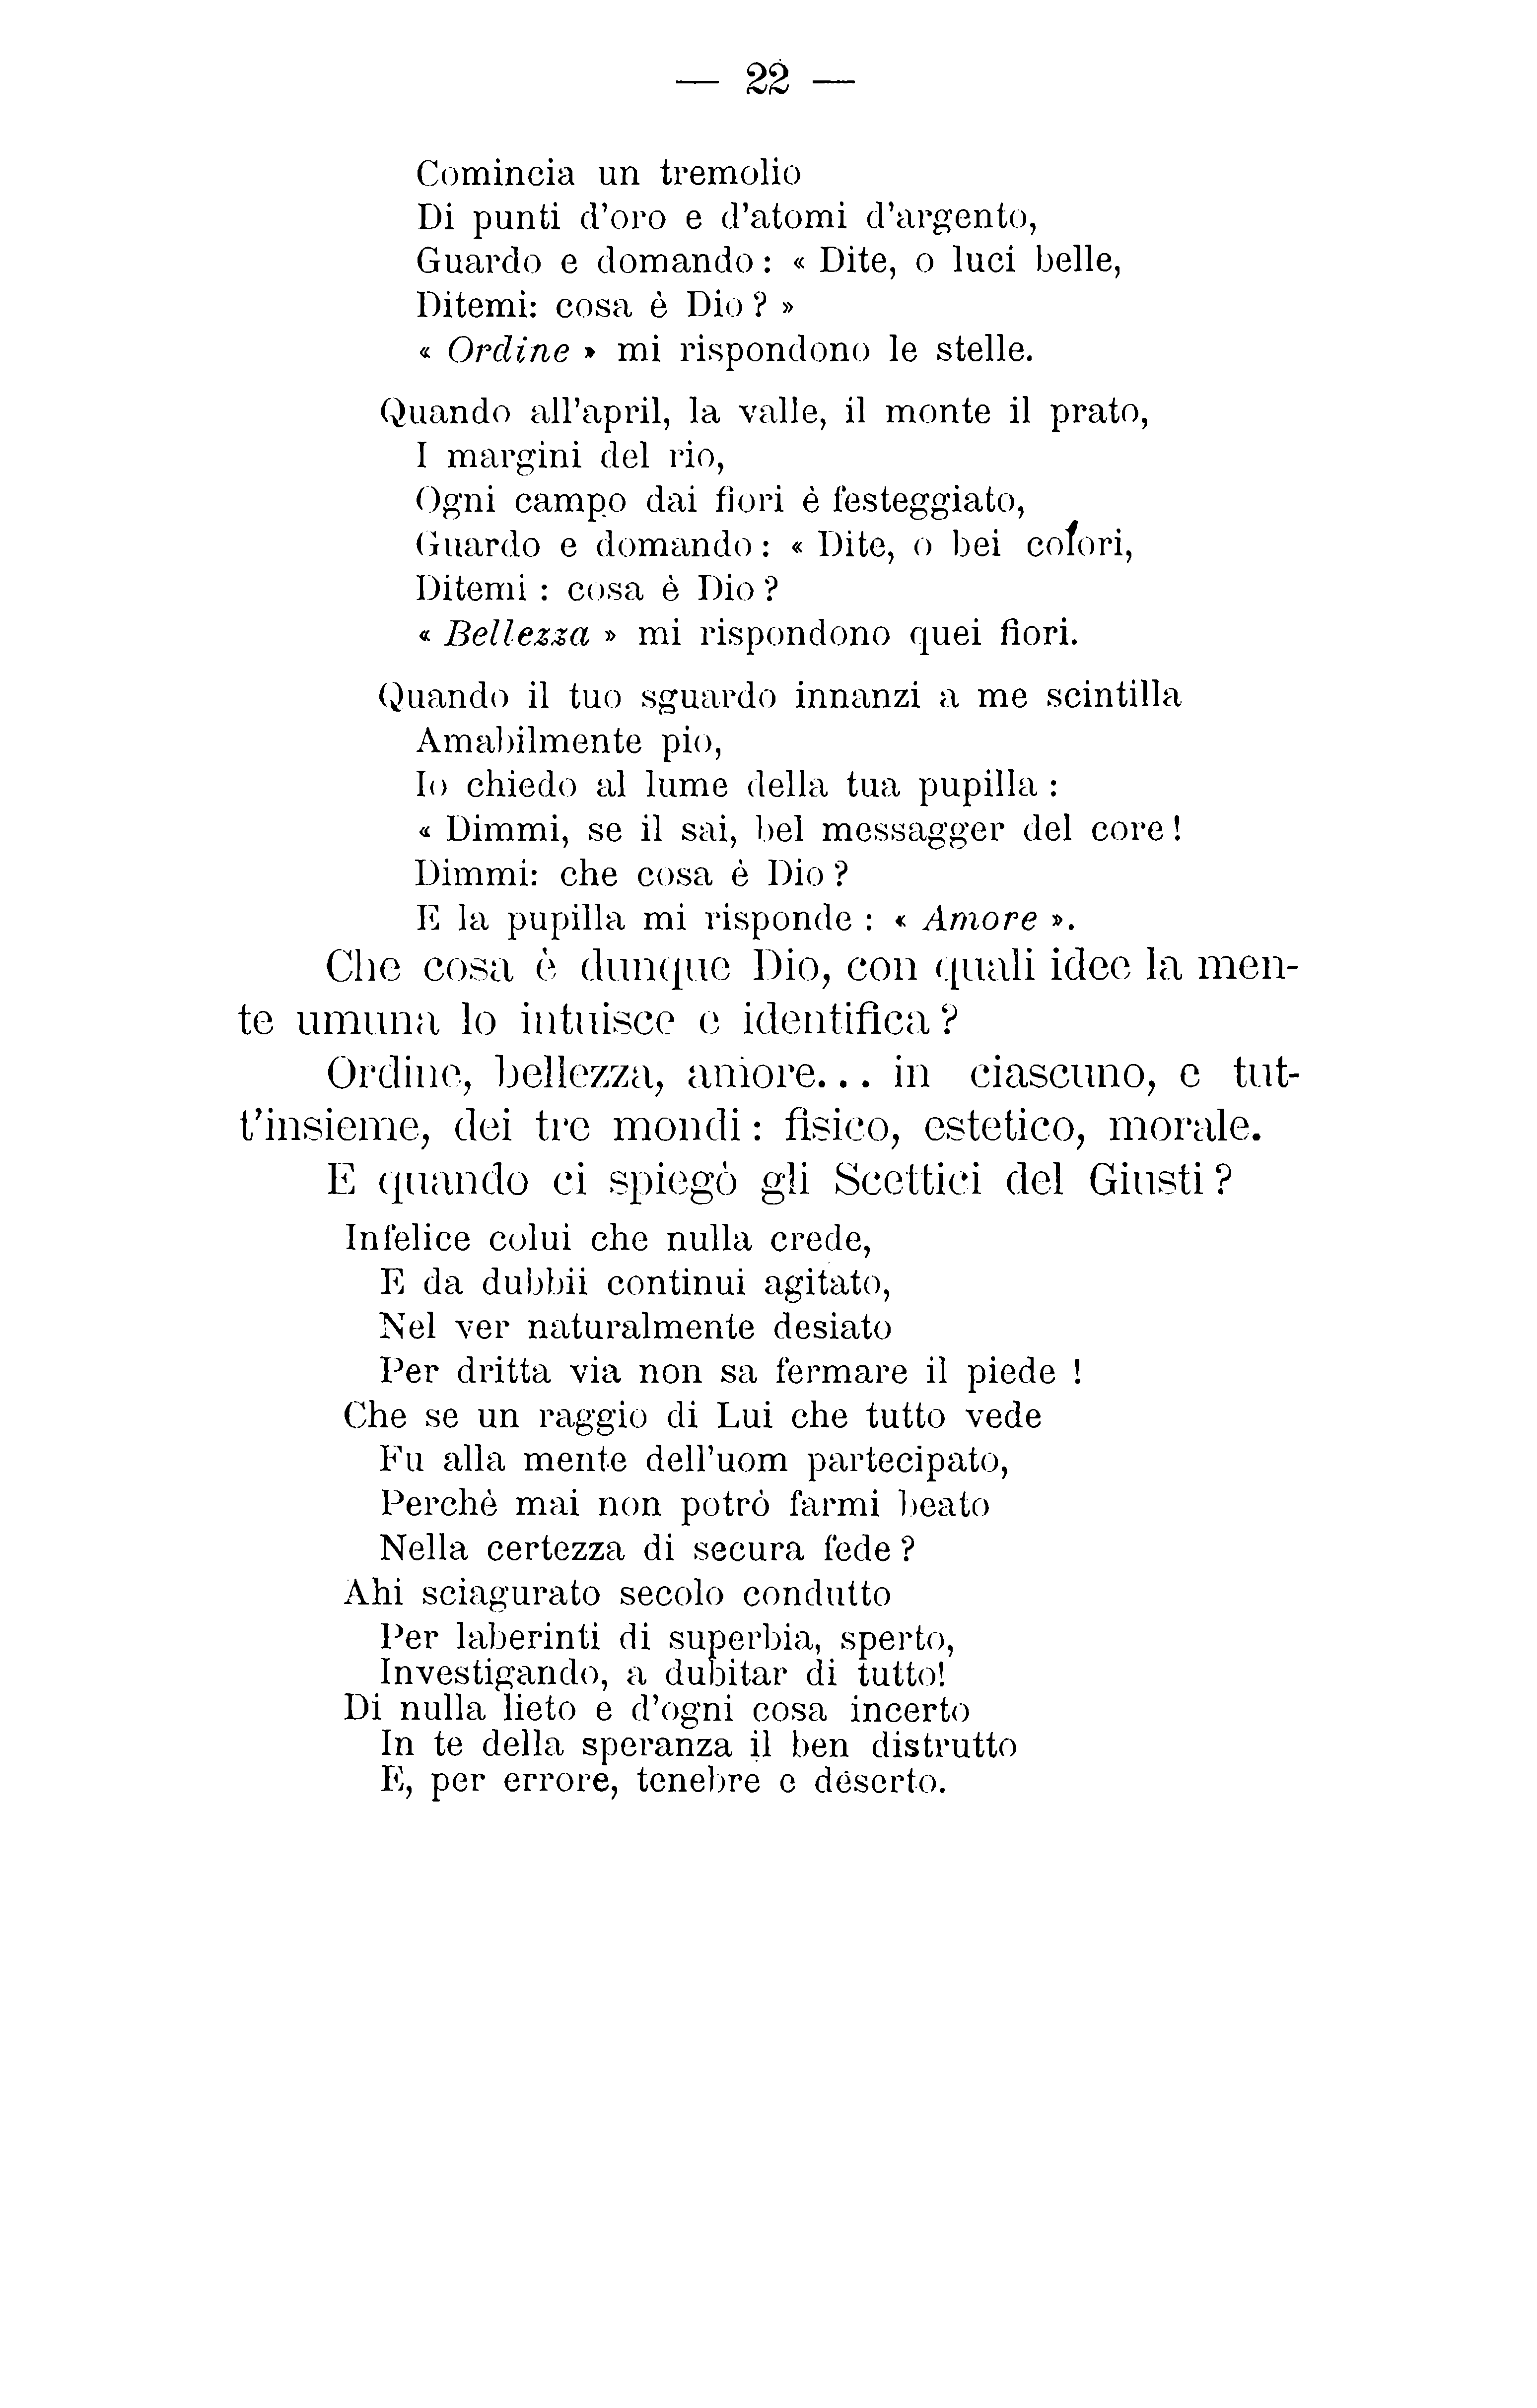 — 22 —
Comincia un tremolio
Di punti d'oro e d'atomi d'argento,
Guardo e domando: « Dite, o luci belle,
Ditemi: cosa è Dio ? »
« Ordine » mi rispondono le stelle.
Quando all'april, la valle, il monte il prato,
I margini del rio,
Ogni campo dai fiori è festeggiato,
Guardo e domando: « Dite, o bei colori,
Ditemi : cosa è Dio ?
« Bellezza » mi rispondono quei fiori.
Quando il tuo sguardo innanzi a me scintilla
Amabilmente pio,
Io chiedo al lume della tua pupilla :
« Dimmi, se il sai, bel messagger del core !
Dimmi: che cosa è Dio ?
E la pupilla mi risponde : « Amore ».
Che cosa è dunque Dio, con quali idee la men-
te umuna lo intuisce e identifica ?
Ordine, bellezza, amore... in ciascuno, e tut-
t'insieme, dei tre mondi : fisico, estetico, morale.
E quando ci spiegò gli Scettici del Giusti ?
Infelice colui che nulla crede,
E da dubbii continui agitato,
Nel ver naturalmente desiato
Per dritta via non sa fermare il piede !
Che se un raggio di Lui che tutto vede
Fu alla mente dell'uom partecipato,
Perchè mai non potrò farmi beato
Nella certezza di secura fede ?
Ahi sciagurato secolo condutto
Per laberinti di superbia, sperto,
Investigando, a dubitar di tutto!
Di nulla lieto e d'ogni cosa incerto
In te della speranza il ben distrutto
E, per errore, tenebre e deserto.